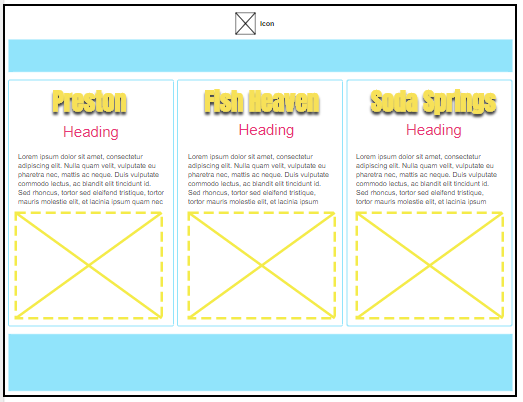 Icon
Preston
Heading
Lorem ipsum dolor sit amet, consectetur
adipiscing elit. Nulla quam velit, vulputate eu
pharetra nec, mattis ac neque. Duis vulputate
commodo lectus, ac blandit elit tincidunt id.
Sed rhoncus, tortor sed eleifend tristique,
tortor mauris molestie elit, et lacinia ipsum quam nec
Fish Heaven
Heading
Lorem ipsum dolor sit amet, consectetur
adipiscing elit. Nulla quam velit, vulputate eu
pharetra nec, mattis ac neque. Duis vulputate
commodo lectus, ac blandit elit tincidunt id.
Sed rhoncus, tortor sed eleifend tristique, tortor
mauris molestie elit, et lacinia ipsum
Soda Springs
Heading
Lorem ipsum dolor sit amet, consectetur
adipiscing elit. Nulla quam velit, vulputate eu
pharetra nec, mattis ac neque. Duis vulputate
commodo lectus, ac blandit elit tincidunt id.
Sed rhoncus, tortor sed eleifend tristique, tortor
mauris molestie elit, et lacinia ipsum